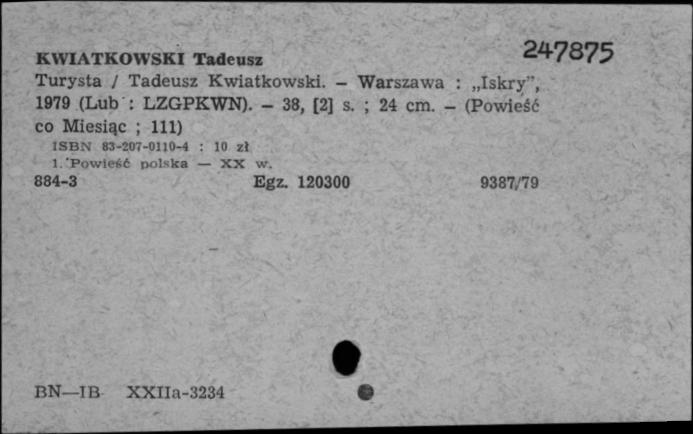 247875
KWIATKOWSKI Tadeusz
Turysta / Tadeusz Kwiatkowski. — Warszawa : „Iskry”,
1979 (Lub : LZGPKWN). — 38, [2] s. ; 24 cm. — (Powieść
co Miesiąc ; 111)
ISBN 83-207-0110-4 : 10 zł
1. Powieść polska — XX w.
884-3 Egz. 120300 9387/79
BN—IB XXIIa-3234